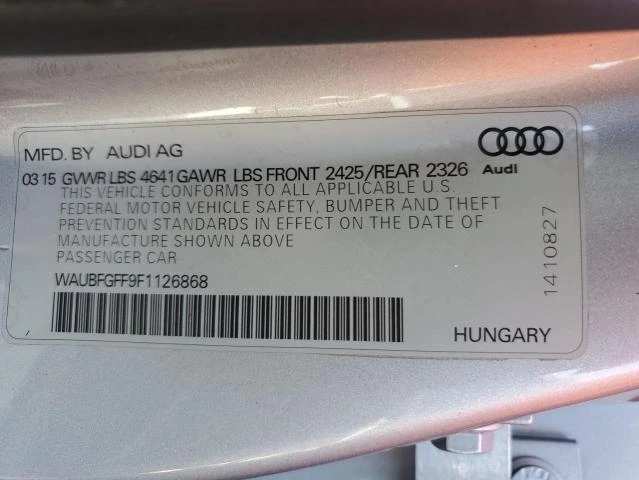 MFD. BY AUDI AG
03 15 GVWR LBS 4641 GAWR LBS FRONT 2425/REAR 2326
Audi
THIS VEHICLE CONFORMS TO ALL APPLICABLE U.S.
FEDERAL MOTOR VEHICLE SAFETY, BUMPER AND THEFT
PREVENTION STANDARDS IN EFFECT ON THE DATE OF
MANUFACTURE SHOWN ABOVE
PASSENGER CAR
WAUBFGFF9F1126868
1410827
HUNGARY